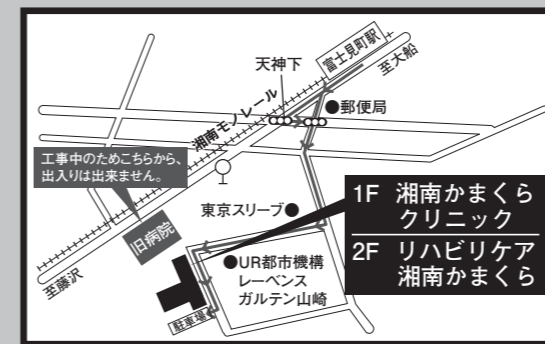 富士見町駅
至大船
天神下
●郵便局
湘南モノレール
工事中のためこちらから、
出入りは出来ません。
旧病院
東京スリーブ●
1F 湘南かまくら
クリニック
2F リハビリケア
湘南かまくら
●UR都市機構
レーベンス
ガルテン山崎
至藤沢
駐車場